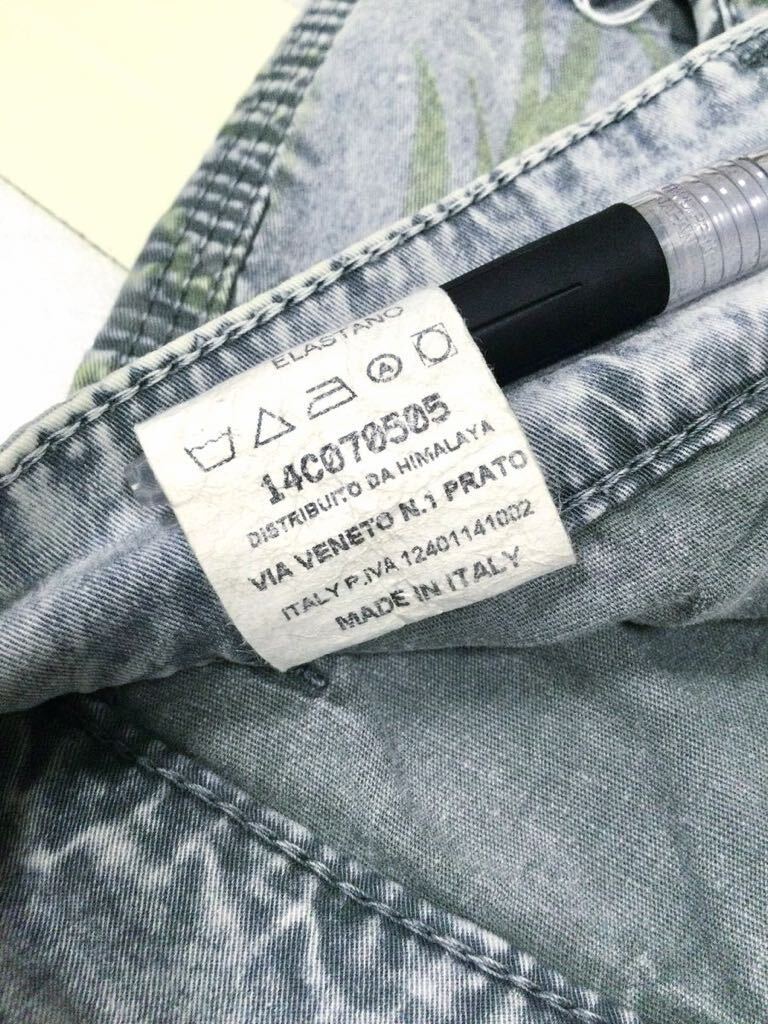 ELASTANO
A
14C070505
DISTRIBUITO DA HIMALAYA
VIA VENETO N.1 PRATO
ITALY P.IVA 12401141002
MADE IN ITALY